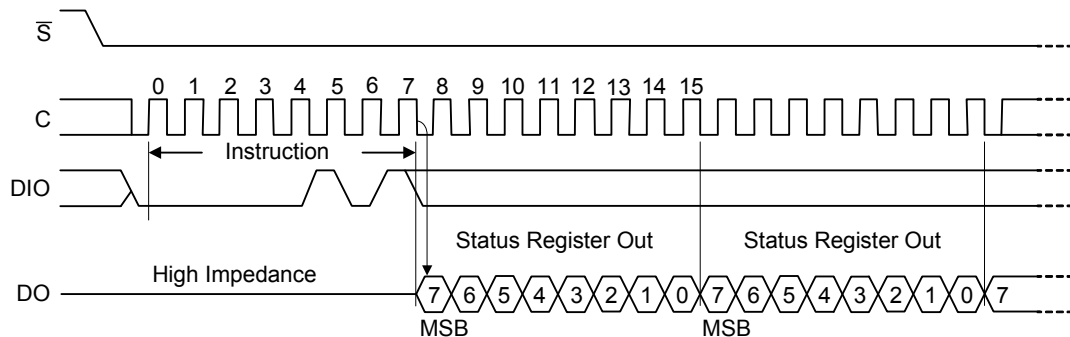 S
0 1 2 3 4 5 6 7 8 9 10 11 12 13 14 15
C
Instruction
DIO
Status Register Out Status Register Out
High Impedance
DO 7 6 5 4 3 2 1 0 7 6 5 4 3 2 1 0 7
MSB MSB